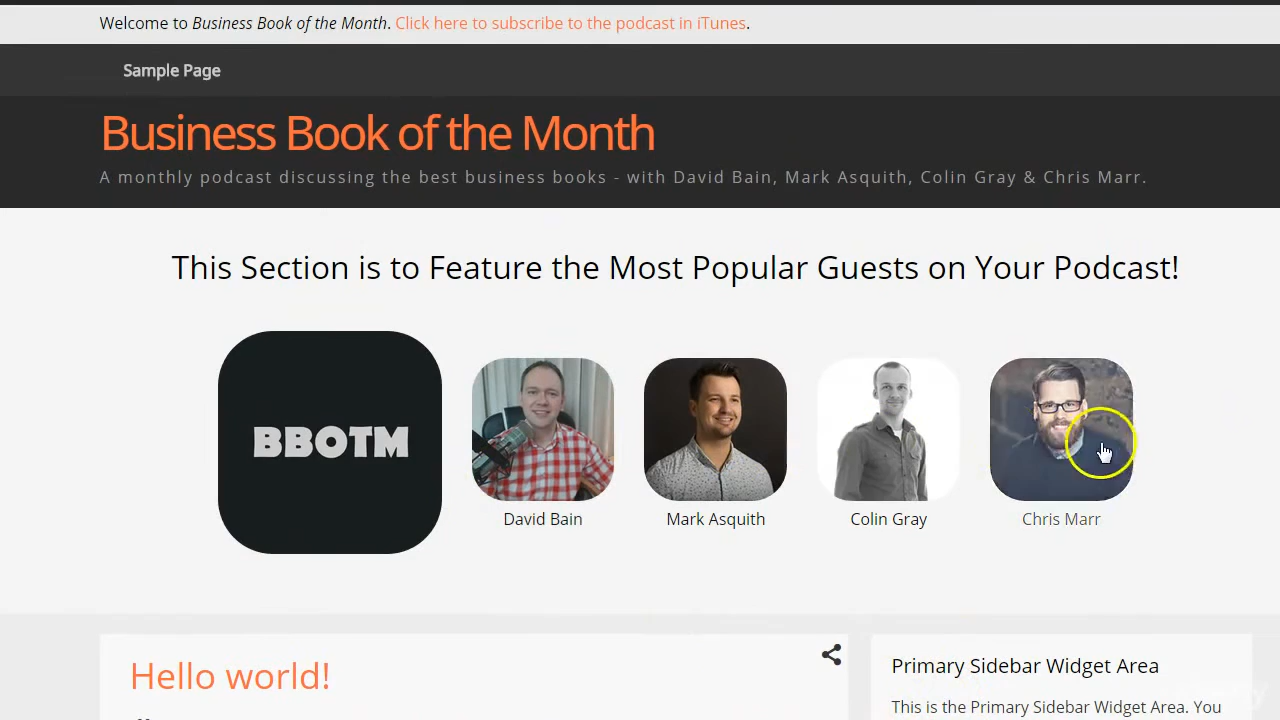 Welcome to Business Book of the Month. Click here to subscribe to the podcast in iTunes.
Sample Page
Business Book of the Month
A monthly podcast discussing the best business books - with David Bain, Mark Asquith, Colin Gray & Chris Marr.
This Section is to Feature the Most Popular Guests on Your Podcast!
BBOTM
David Bain
Mark Asquith
Colin Gray
Chris Marr
Hello world!
Primary Sidebar Widget Area
This is the Primary Sidebar Widget Area. You